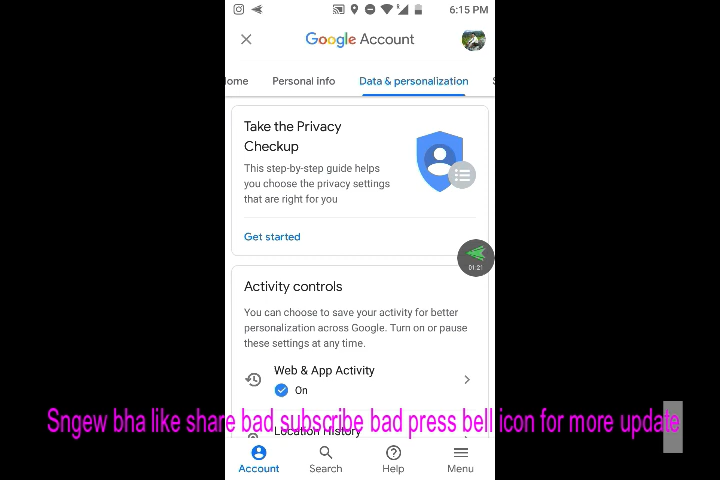 6:15 PM
Google Account
Home Personal info Data & personalization
Take the Privacy
Checkup
This step-by-step guide helps
you choose the privacy settings
that are right for you
Get started
01:21
Activity controls
You can choose to save your activity for better
personalization across Google. Turn on or pause
these settings at any time.
Web & App Activity
On
Sngew bha like share bad subscribe bad press bell icon for more update
Location History
Account Search Help Menu